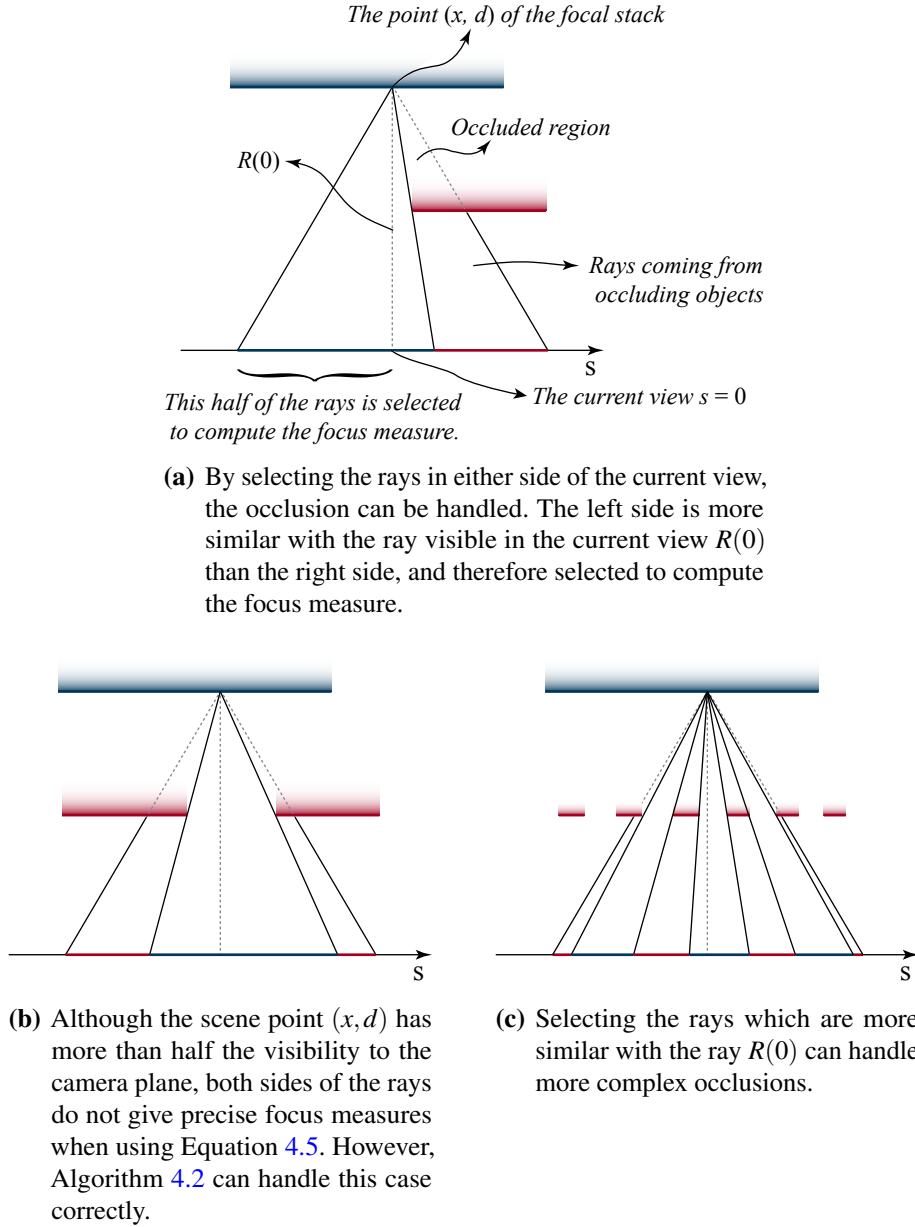 The point (x, d) of the focal stack
Occluded region
R(0)
Rays coming from
occluding objects
s
This half of the rays is selected
to compute the focus measure.
The current view s = 0
(a) By selecting the rays in either side of the current view,
the occlusion can be handled. The left side is more
similar with the ray visible in the current view R(0)
than the right side, and therefore selected to compute
the focus measure.
s
(b) Although the scene point (x,d) has
more than half the visibility to the
camera plane, both sides of the rays
do not give precise focus measures
when using Equation 4.5. However,
Algorithm 4.2 can handle this case
correctly.
s
(c) Selecting the rays which are more
similar with the ray R(0) can handle
more complex occlusions.